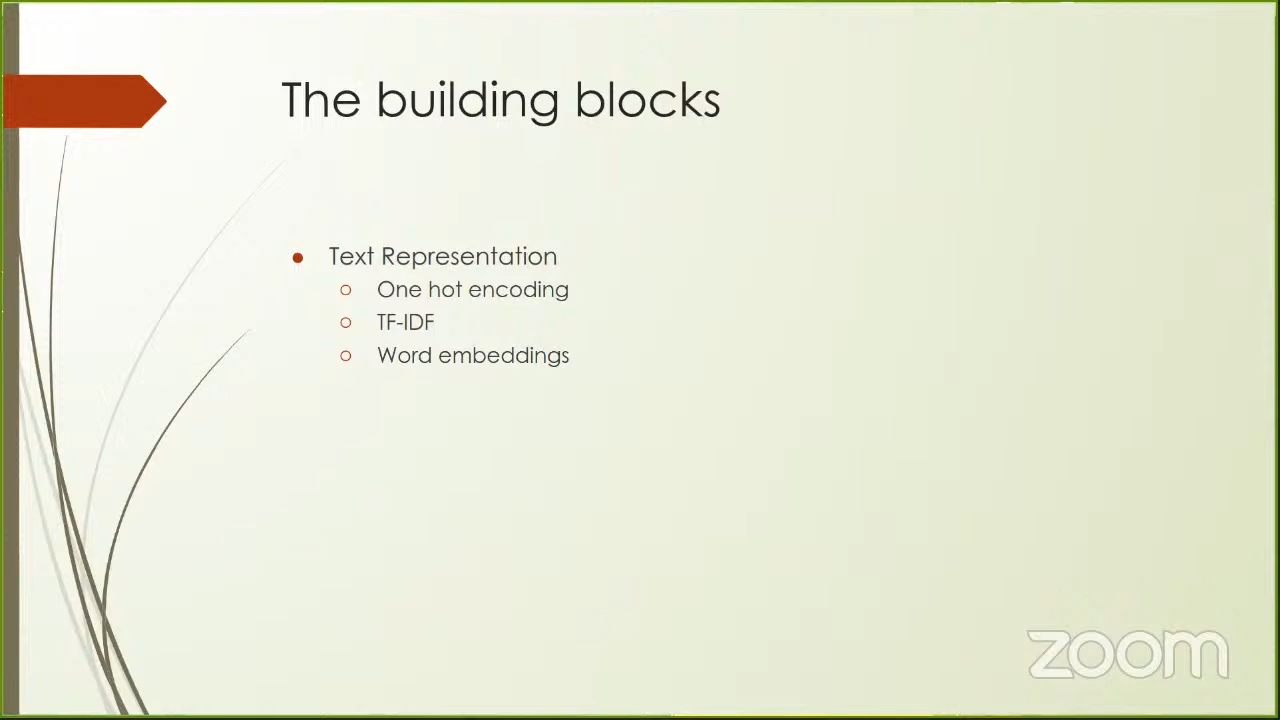 The building blocks
Text Representation
One hot encoding
TF-IDF
Word embeddings
zoom